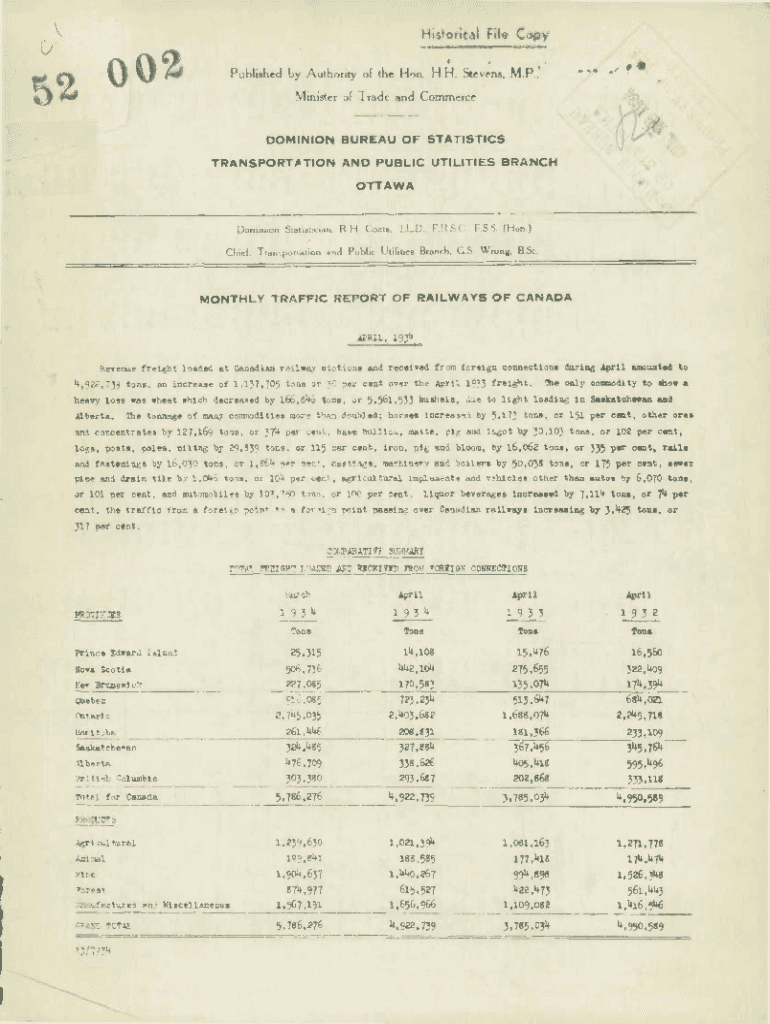 Historical File Copy
52 002
Published by Authority of the Hon. H.H. Stevens, M.P.,
Minister of Trade and Commerce
DOMINION BUREAU OF STATISTICS
TRANSPORTATION AND PUBLIC UTILITIES BRANCH
OTTAWA
Dominion Statistician, R.H. Coats, LL.D., F.R.S.C., F.S.S. (Hon.)
Chief, Transportation and Public Utilities Branch, G.S. Wrong, B.Sc.
MONTHLY TRAFFIC REPORT OF RAILWAYS OF CANADA
APRIL, 1934
Revenue freight loaded at Canadian railway stations and received from foreign connections during April amounted to
4,922,739 tons, an increase of 1,137,705 tons or 30 per cent over the April 1933 freight. The only commodity to show a
heavy loss was wheat which decreased by 166,846 tons, or 5,561,533 bushels, due to light loading in Saskatchewan and
Alberta. The tonnage of many commodities more than doubled; horses increased by 5,173 tons, or 151 per cent, other ores
and concentrates by 127,169 tons, or 374 per cent, base bullion, matte, pig and ingot by 30,103 tons, or 102 per cent,
logs, posts, poles, piling by 29,839 tons, or 115 per cent, iron, pig and bloom, by 16,062 tons, or 335 per cent, rails
and fastenings by 16,030 tons, or 1,864 per cent, castings, machinery and boilers by 50,038 tons, or 175 per cent, sewer
pipe and drain tile by 1,046 tons, or 104 per cent, agricultural implements and vehicles other than autos by 6,070 tons,
or 101 per cent, and automobiles by tons, or 100 per cent. Liquor beverages increased by 7,114 tons, or 74 per
cent, the traffic from a foreign point to a foreign point passing over Canadian railways increasing by 3,425 tons, or
317 per cent.
COMPARATIVE SUMMARY
TOTAL FREIGHT LOADED AND RECEIVED FROM FOREIGN CONNECTIONS
March April April April
PROVINCES 1934 1934 1933 1932
Tons Tons Tons Tons
Prince Edward Island 25,315 14,108 15,476 16,560
Nova Scotia 506,736 442,104 275,655 322,409
New Brunswick 227,085 170,583 135,074 174,394
Quebec 723,234 513,647 684,021
Ontario 2,745,035 2,403,682 1,688,074 2,245,718
Manitoba 261,446 208,831 181,366 233,109
Saskatchewan 324,485 327,884 367,456 345,764
Alberta 476,709 338,626 405,418 595,496
British Columbia 303,380 293,687 202,868 333,118
Total for Canada 5,786,276 4,922,739 3,785,034 4,950,589
PRODUCTS
Agricultural 1,239,630 1,021,394 1,081,163 1,271,778
Animal 199,841 188,585 177,418 174,474
Mine 1,904,637 1,440,267 994,898 1,526,348
Forest 874,977 615,527 422,473 561,443
Manufactures and Miscellaneous 1,567,191 1,656,966 1,109,082 1,416,546
GRAND TOTAL 5,786,276 4,922,739 3,785,034 4,950,589
13/7/34